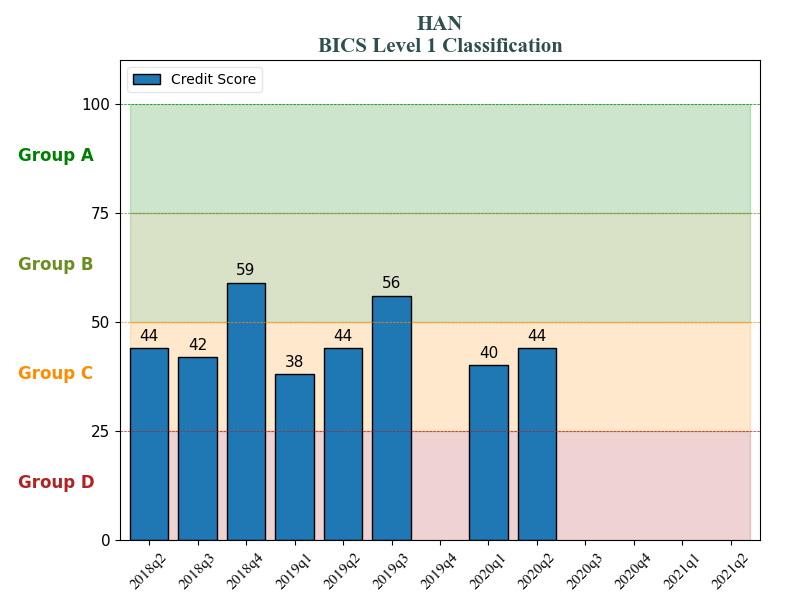 HAN
BICS Level 1 Classification
Credit Score
100
Group A
75
Group B
59
56
50
44
42
38
44
40
44
Group C
25
Group D
0
2018q2
2018q3
2018q4
2019q1
2019q2
2019q3
2019q4
2020q1
2020q2
2020q3
2020q4
2021q1
2021q2